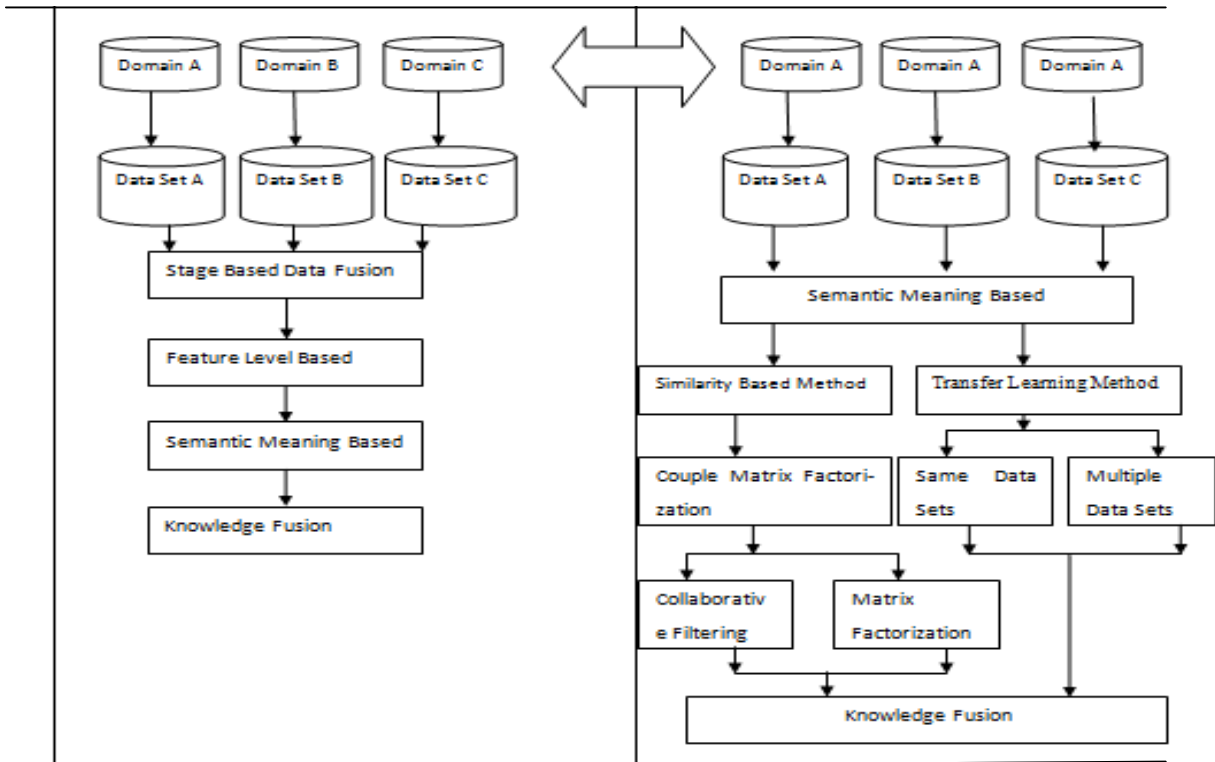 Domain A
Domain B
Domain C
Data Set A
Data Set B
Data Set C
Stage Based Data Fusion
Feature Level Based
Semantic Meaning Based
Knowledge Fusion
Domain A
Domain A
Domain A
Data Set A
Data Set B
Data Set C
Semantic Meaning Based
Similarity Based Method
Transfer Learning Method
Couple Matrix Factori-
zation
Same Data
Sets
Multiple
Data Sets
Collaborativ
e Filtering
Matrix
Factorization
Knowledge Fusion